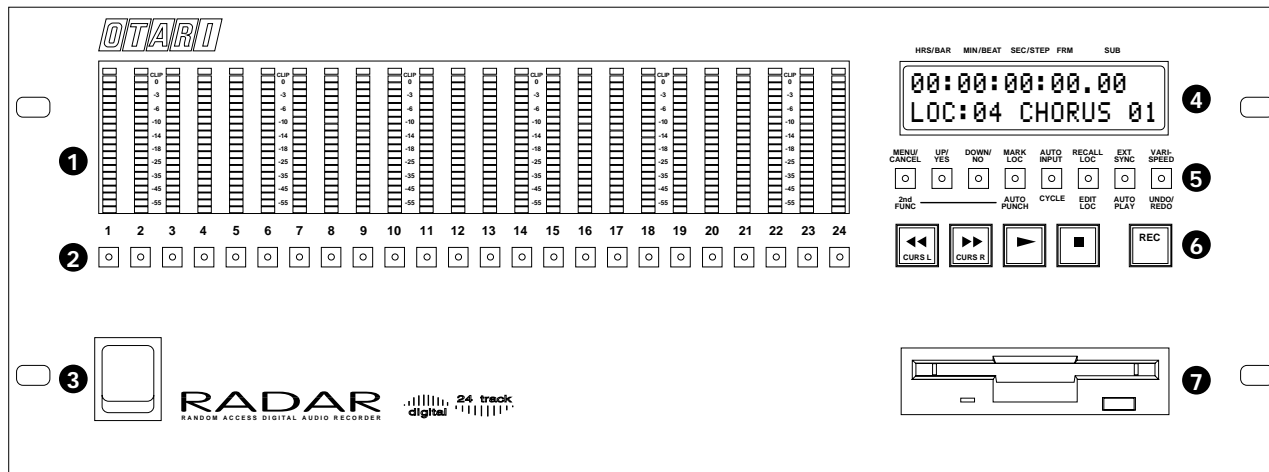 OTARI
HRS/BAR MIN/BEAT SEC/STEP FRM SUB
00:00:00:00.00
LOC:04 CHORUS 01
CLIP CLIP CLIP CLIP CLIP CLIP
0 0 0 0 0 0
-3 -3 -3 -3 -3 -3
-6 -6 -6 -6 -6 -6
-10 -10 -10 -10 -10 -10
-14 -14 -14 -14 -14 -14
-18 -18 -18 -18 -18 -18
-25 -25 -25 -25 -25 -25
-35 -35 -35 -35 -35 -35
-45 -45 -45 -45 -45 -45
-55 -55 -55 -55 -55 -55
1
4
MENU/ UP/ DOWN/ MARK AUTO RECALL EXT VARI-
CANCEL YES NO LOC INPUT LOC SYNC SPEED
5
2nd AUTO CYCLE EDIT AUTO UNDO/
FUNC PUNCH LOC PLAY REDO
1 2 3 4 5 6 7 8 9 10 11 12 13 14 15 16 17 18 19 20 21 22 23 24
2
CURS L CURS R REC
6
3
RADAR
RANDOM ACCESS DIGITAL AUDIO RECORDER
digital 24 track
7